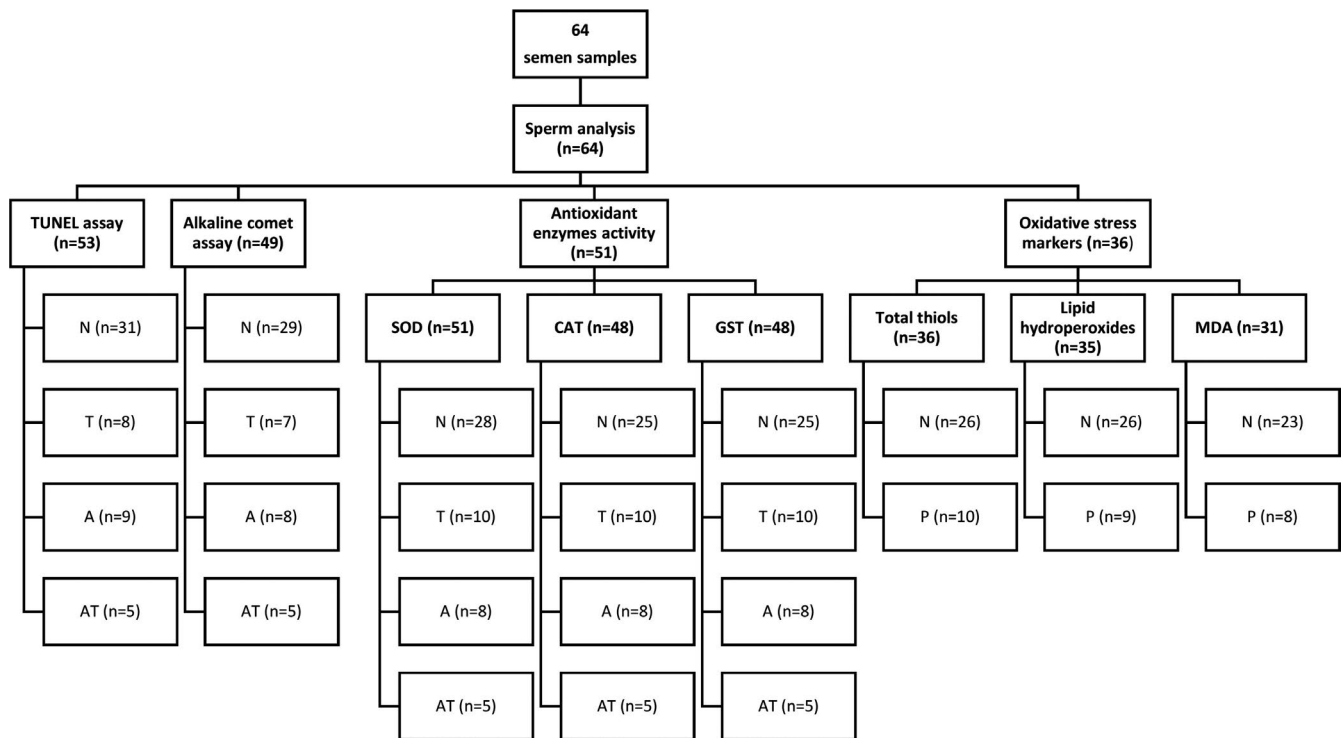 64
semen samples
Sperm analysis
(n=64)
TUNEL assay
(n=53)
Alkaline comet
assay (n=49)
Antioxidant
enzymes activity
(n=51)
Oxidative stress
markers (n=36)
N (n=31)
T (n=8)
A (n=9)
AT (n=5)
N (n=29)
T (n=7)
A (n=8)
AT (n=5)
SOD (n=51)
N (n=28)
T (n=10)
A (n=8)
AT (n=5)
CAT (n=48)
N (n=25)
T (n=10)
A (n=8)
AT (n=5)
GST (n=48)
N (n=25)
T (n=10)
A (n=8)
AT (n=5)
Total thiols
(n=36)
N (n=26)
P (n=10)
Lipid
hydroperoxides
(n=35)
N (n=26)
P (n=9)
MDA (n=31)
N (n=23)
P (n=8)